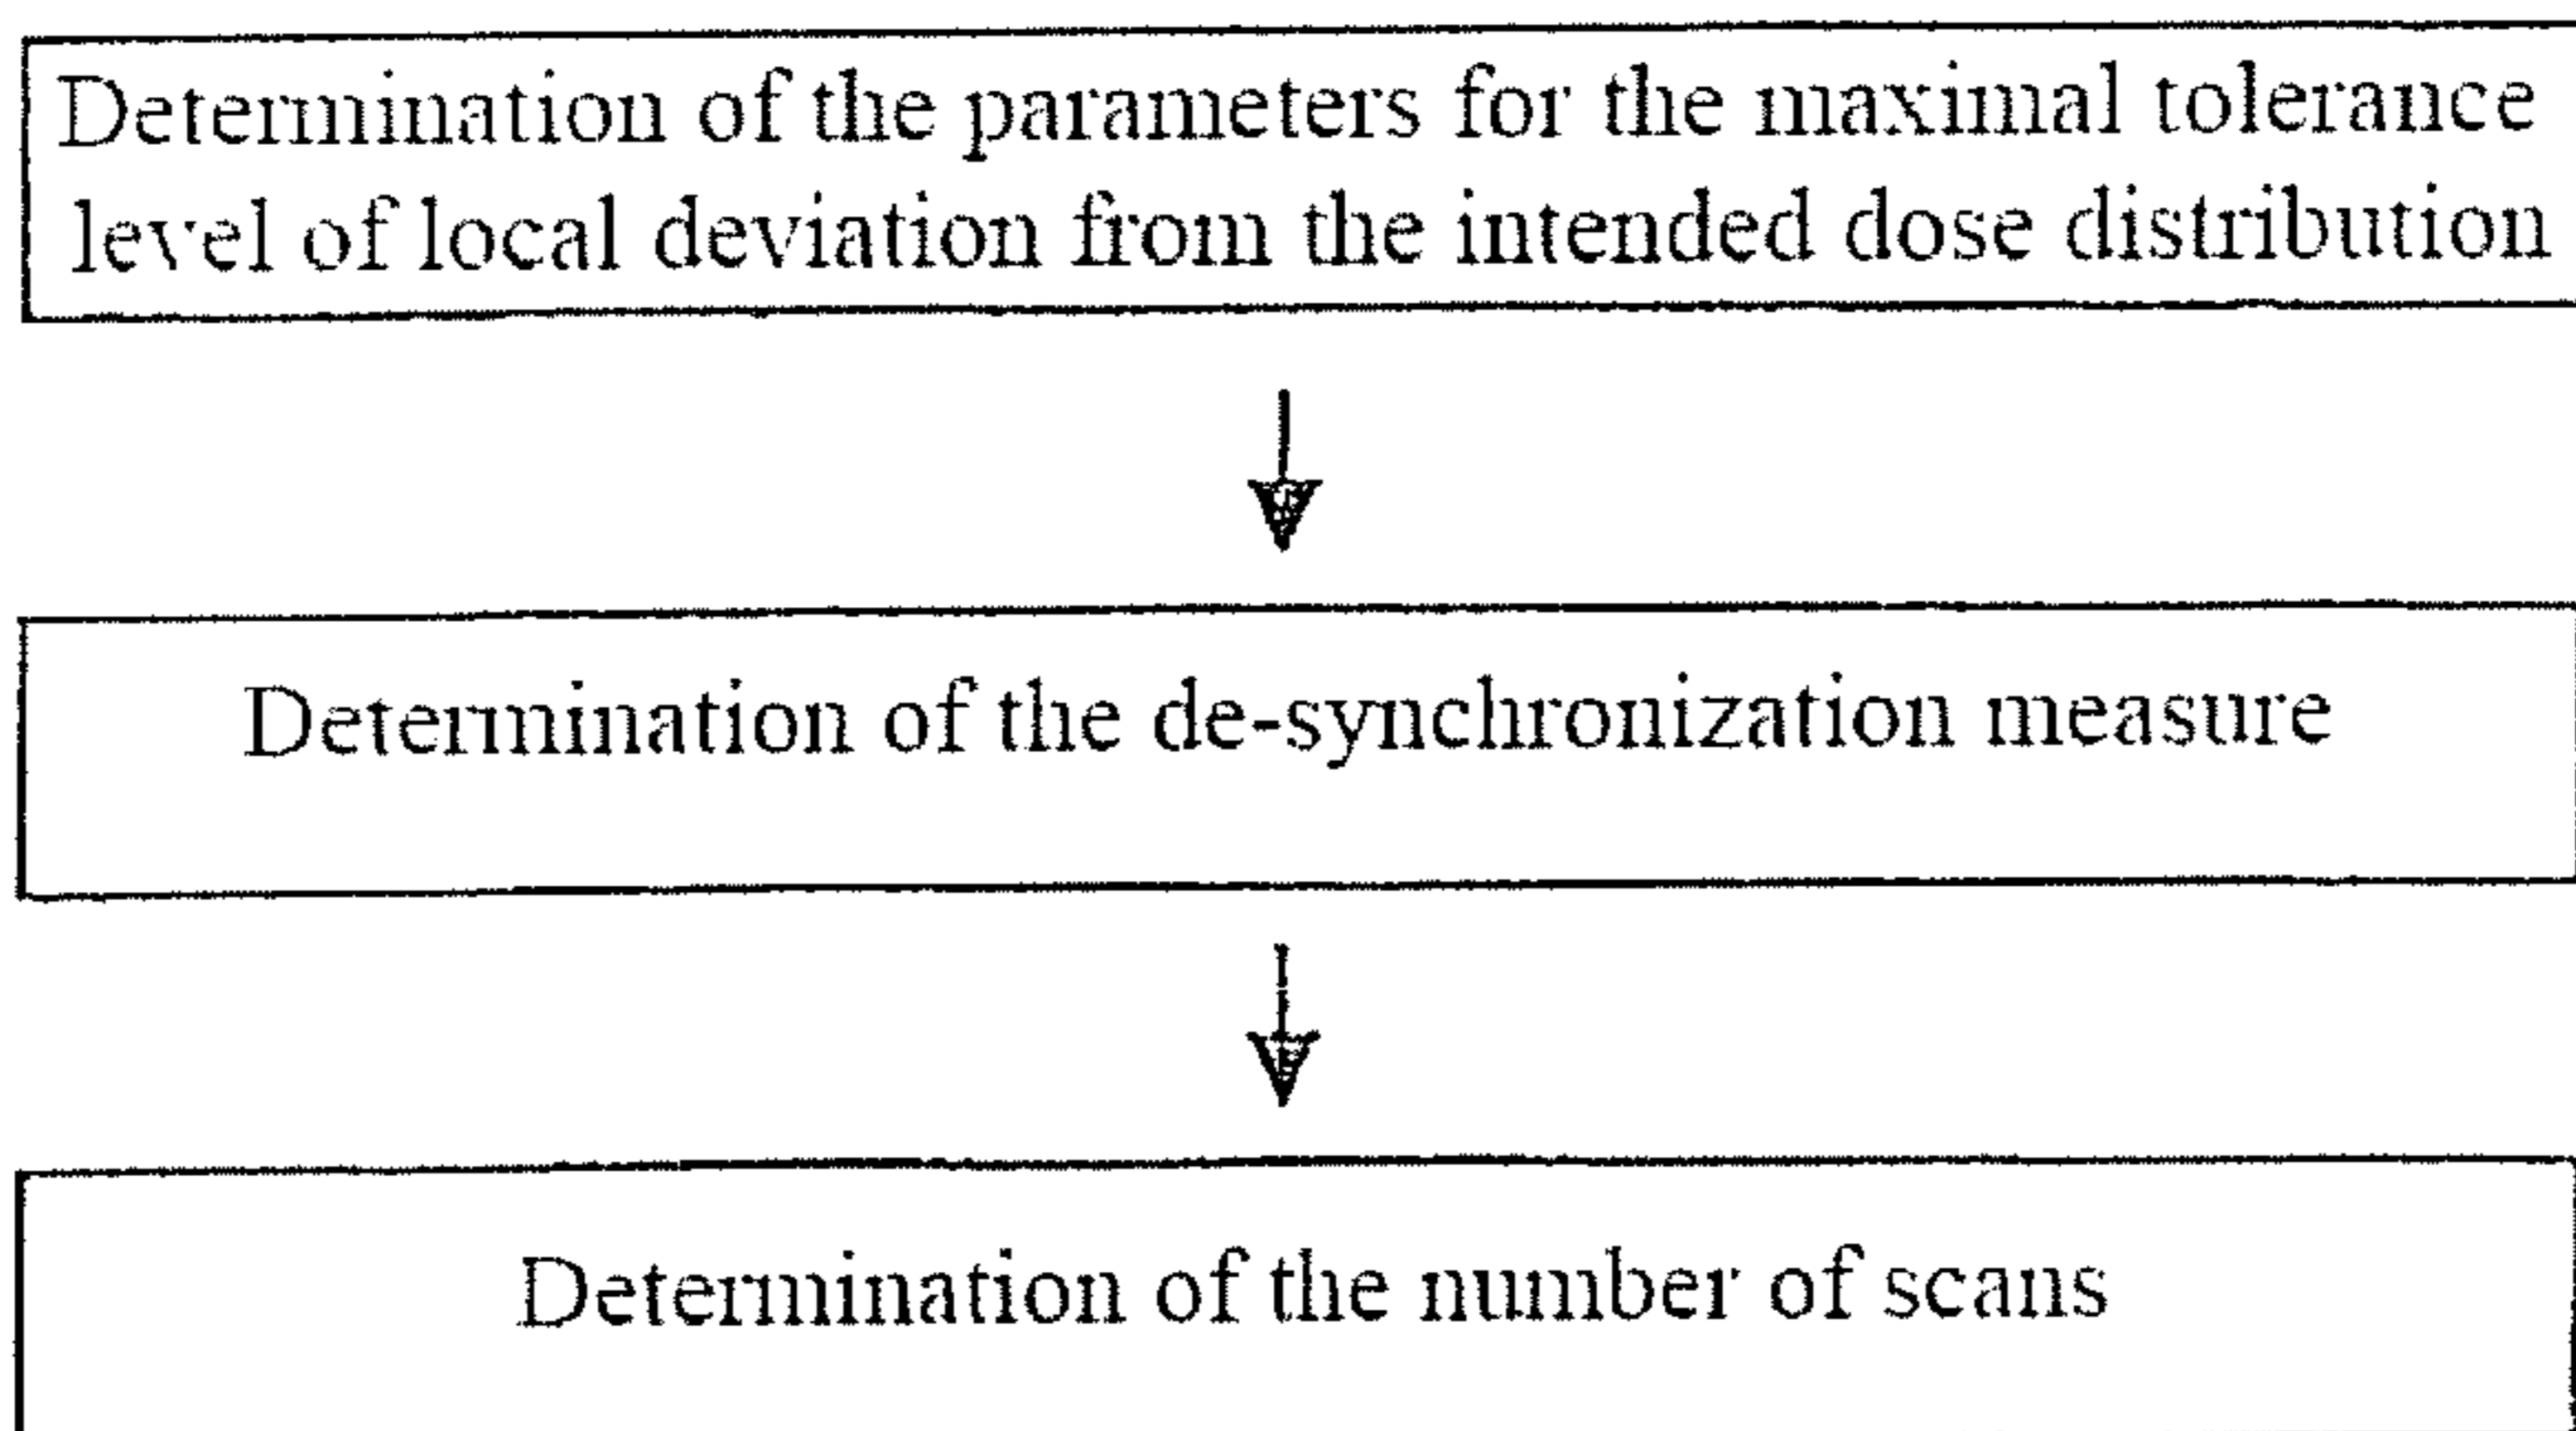 Determination of the parameters for the maximal tolerance
level of local deviation from the intended dose distribution
Determination of the de-synchronization measure
Determination of the number of scans